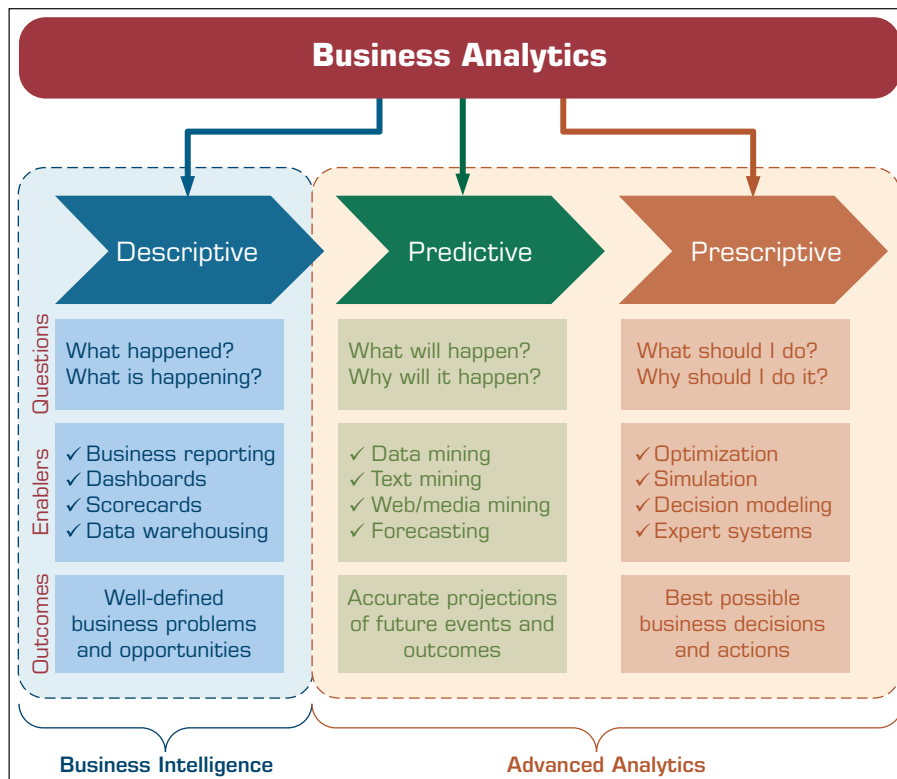 Business Analytics
Descriptive
Predictive
Prescriptive
Questions
What happened?
What is happening?
What will happen?
Why will it happen?
What should I do?
Why should I do it?
Enablers
✓ Business reporting
✓ Dashboards
✓ Scorecards
✓ Data warehousing
✓ Data mining
✓ Text mining
✓ Web/media mining
✓ Forecasting
✓ Optimization
✓ Simulation
✓ Decision modeling
✓ Expert systems
Outcomes
Well-defined
business problems
and opportunities
Accurate projections
of future events and
outcomes
Best possible
business decisions
and actions
Business Intelligence
Advanced Analytics